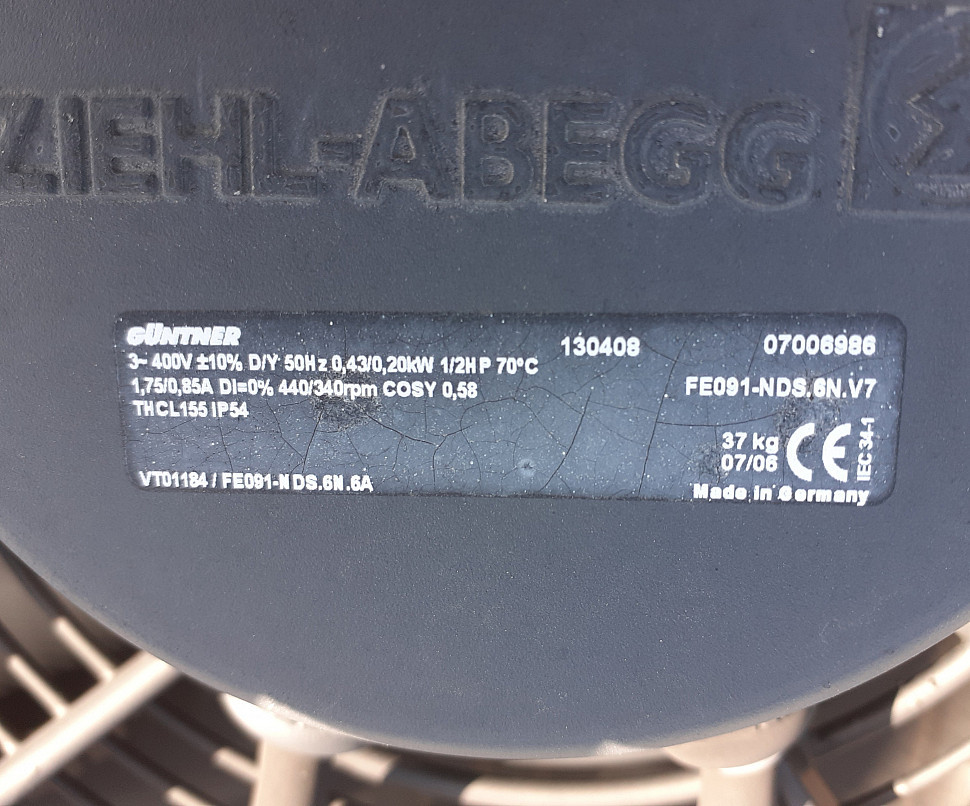 ZIEHL-ABEGG
GÜNTNER
3~ 400V ±10% D/Y 50Hz 0,43/0,20kW 1/2HP 70°C
1,75/0,85A DI=0% 440/340rpm COSY 0,58
THCL155 IP54
VT01184 / FE091-NDS.6N.6A
130408
07006986
FE091-NDS.6N.V7
37 kg
07/06
CE
IEC 34-1
Made in Germany